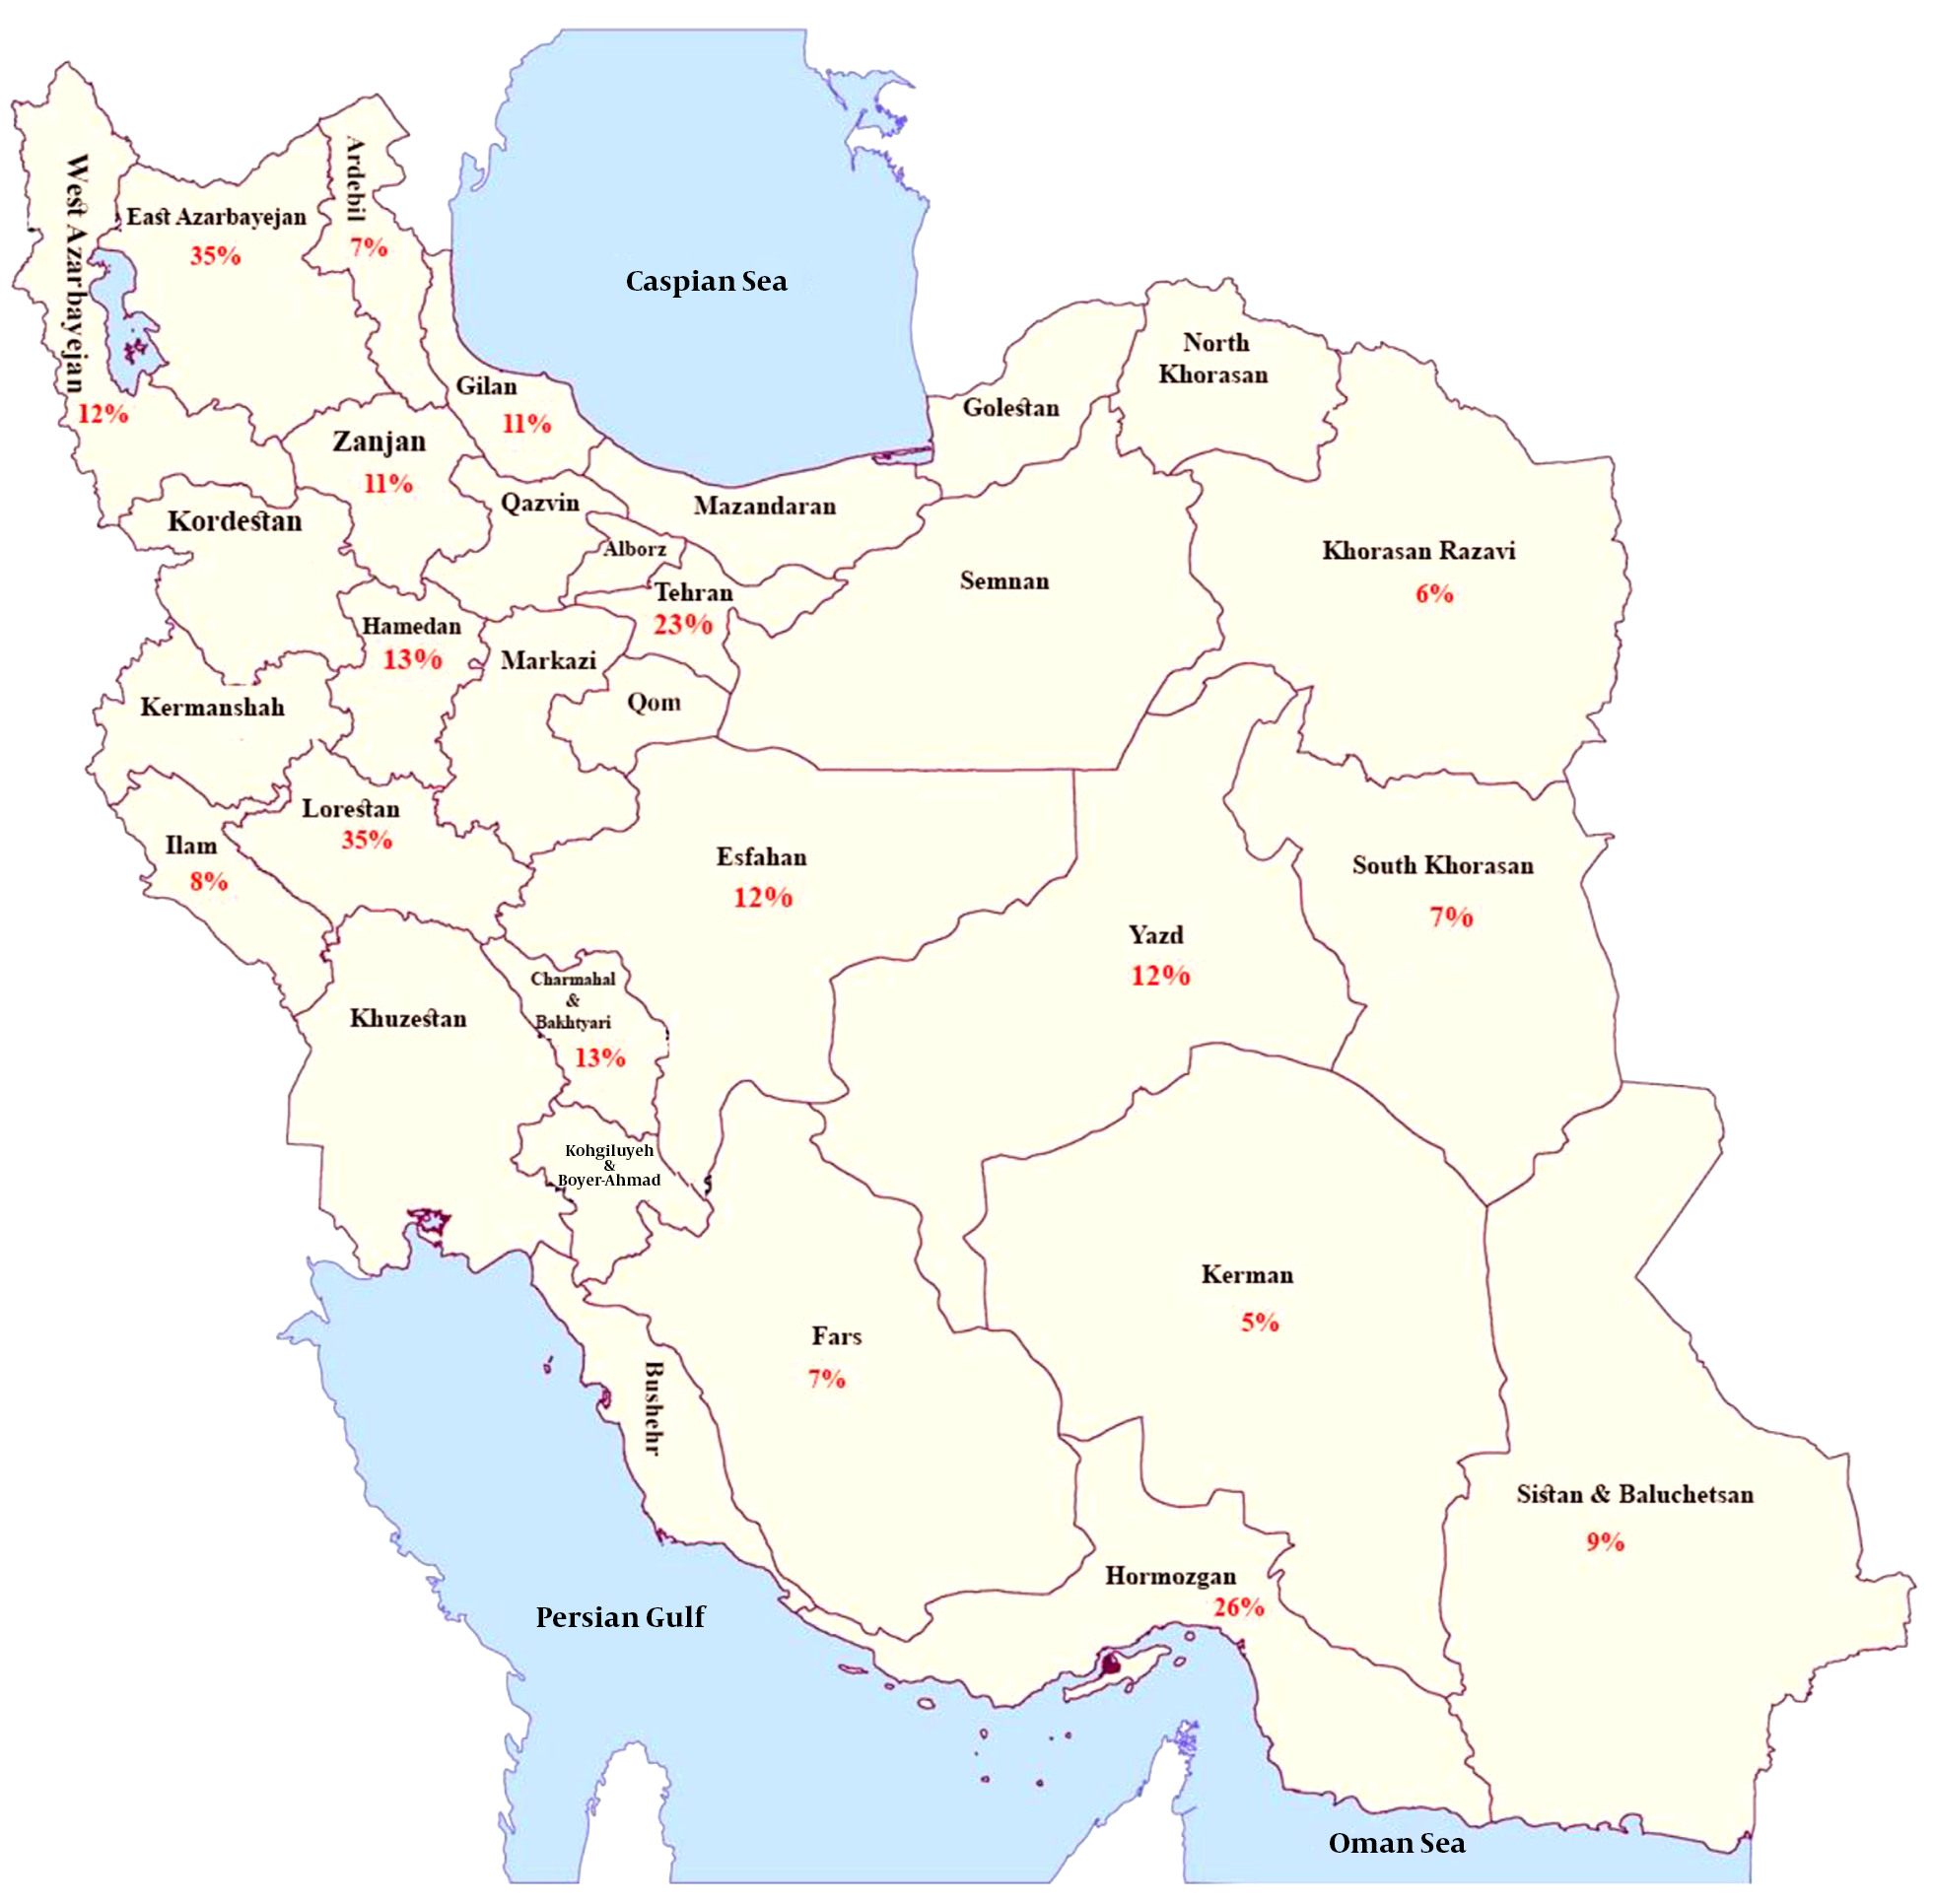 West Azarbayejan
12%
East Azarbayejan
35%
Ardebil
7%
Caspian Sea
Gilan
11%
Zanjan
11%
Golestan
North
Khorasan
Qazvin
Mazandaran
Kordestan
Alborz
Khorasan Razavi
6%
Semnan
Tehran
23%
Hamedan
13%
Markazi
Qom
Kermanshah
Lorestan
35%
Ilam
8%
Esfahan
12%
South Khorasan
7%
Yazd
12%
Charmahal
&
Bakhtyari
13%
Khuzestan
Kohgiluyeh
&
Boyer-Ahmad
Kerman
5%
Fars
7%
Bushehr
Sistan & Baluchetsan
9%
Hormozgan
26%
Persian Gulf
Oman Sea